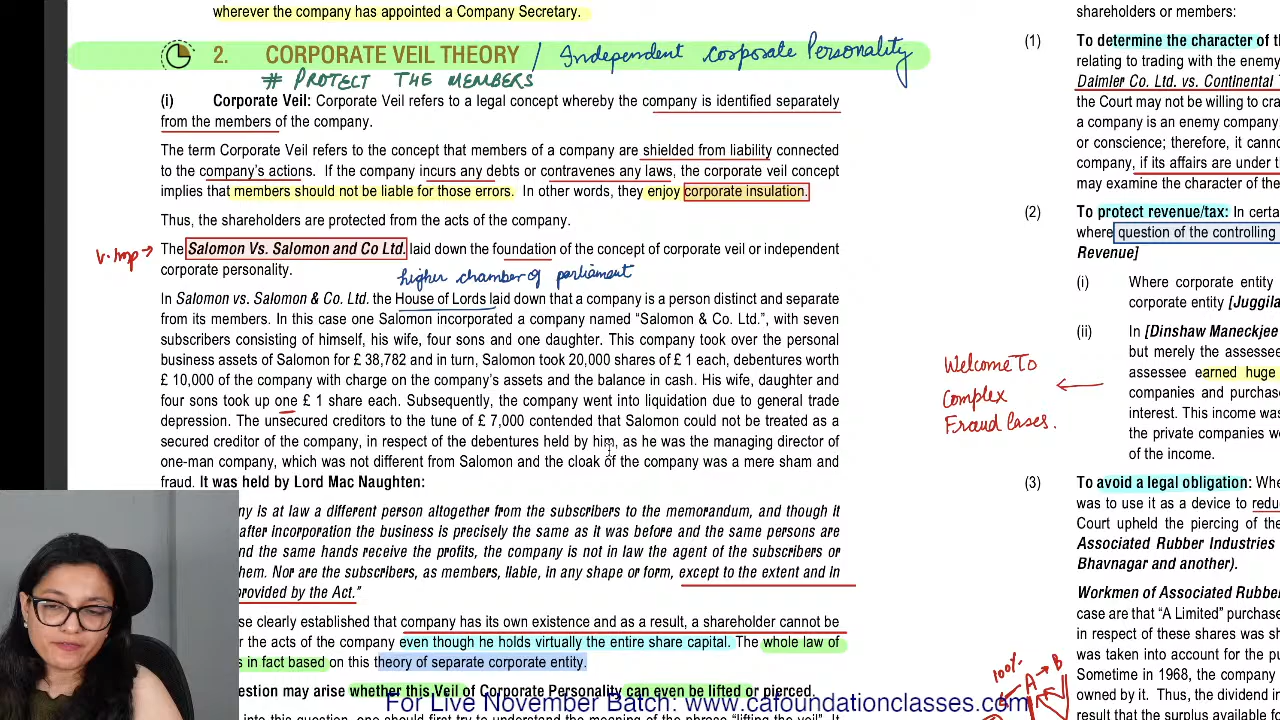 wherever the company has appointed a Company Secretary.
2. CORPORATE VEIL THEORY / Independent corporate Personality
# PROTECT THE MEMBERS
(i) Corporate Veil: Corporate Veil refers to a legal concept whereby the company is identified separately
from the members of the company.
The term Corporate Veil refers to the concept that members of a company are shielded from liability connected
to the company's actions. If the company incurs any debts or contravenes any laws, the corporate veil concept
implies that members should not be liable for those errors. In other words, they enjoy corporate insulation.
Thus, the shareholders are protected from the acts of the company.
v.imp → The Salomon Vs. Salomon and Co Ltd. laid down the foundation of the concept of corporate veil or independent
corporate personality.
higher chamber of parliament
In Salomon vs. Salomon & Co. Ltd. the House of Lords laid down that a company is a person distinct and separate
from its members. In this case one Salomon incorporated a company named “Salomon & Co. Ltd.”, with seven
subscribers consisting of himself, his wife, four sons and one daughter. This company took over the personal
business assets of Salomon for £ 38,782 and in turn, Salomon took 20,000 shares of £ 1 each, debentures worth
£ 10,000 of the company with charge on the company's assets and the balance in cash. His wife, daughter and
four sons took up one £ 1 share each. Subsequently, the company went into liquidation due to general trade
depression. The unsecured creditors to the tune of £ 7,000 contended that Salomon could not be treated as a
secured creditor of the company, in respect of the debentures held by him, as he was the managing director of
one-man company, which was not different from Salomon and the cloak of the company was a mere sham and
fraud. It was held by Lord Mac Naughten:
ny is at law a different person altogether from the subscribers to the memorandum, and though it
after incorporation the business is precisely the same as it was before and the same persons are
nd the same hands receive the profits, the company is not in law the agent of the subscribers or
hem. Nor are the subscribers, as members, liable, in any shape or form, except to the extent and in
provided by the Act.”
se clearly established that company has its own existence and as a result, a shareholder cannot be
r the acts of the company even though he holds virtually the entire share capital. The whole law of
s in fact based on this theory of separate corporate entity.
estion may arise whether this Veil of Corporate Personality can even be lifted or pierced.
into this question, one should first try to understand the meaning of the phrase “lifting the veil”. It
shareholders or members:
(1) To determine the character of th
relating to trading with the enemy
Daimler Co. Ltd. vs. Continental T
the Court may not be willing to cra
a company is an enemy company
or conscience; therefore, it cannot
company, if its affairs are under t
may examine the character of the
(2) To protect revenue/tax: In certa
where question of the controlling
Revenue]
(i) Where corporate entity
corporate entity [Juggila
(ii) In [Dinshaw Maneckjee
but merely the assesse
assessee earned huge
companies and purchase
interest. This income was
the private companies we
of the income.
Welcome To
Complex
Fraud Cases.
(3) To avoid a legal obligation: Whe
was to use it as a device to redu
Court upheld the piercing of the
Associated Rubber Industries
Bhavnagar and another).
Workmen of Associated Rubber
case are that “A Limited” purchase
in respect of these shares was sh
was taken into account for the pu
Sometime in 1968, the company
owned by it. Thus, the dividend in
result that the surplus available fo
100% A → B
For Live November Batch: www.cafoundationclasses.com